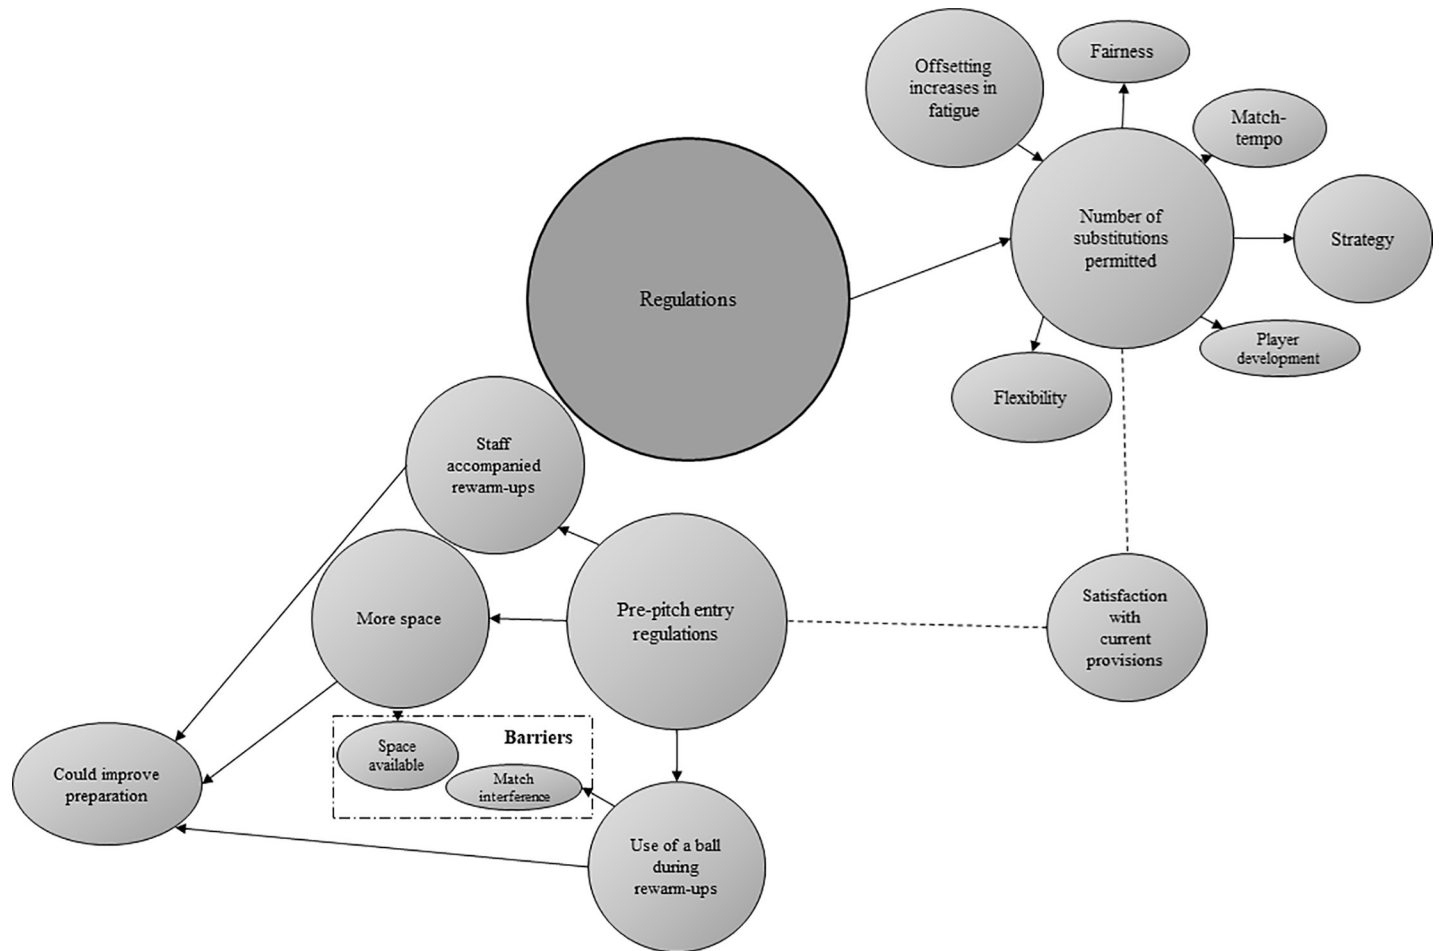 Offsetting
increases in
fatigue
Fairness
Match-
tempo
Number of
substitutions
permitted
Strategy
Regulations
Player
development
Flexibility
Staff
accompanied
rewarm-ups
More space
Pre-pitch entry
regulations
Satisfaction
with
current
provisions
Barriers
Space
available
Match
interference
Could improve
preparation
Use of a ball
during
rewarm-ups